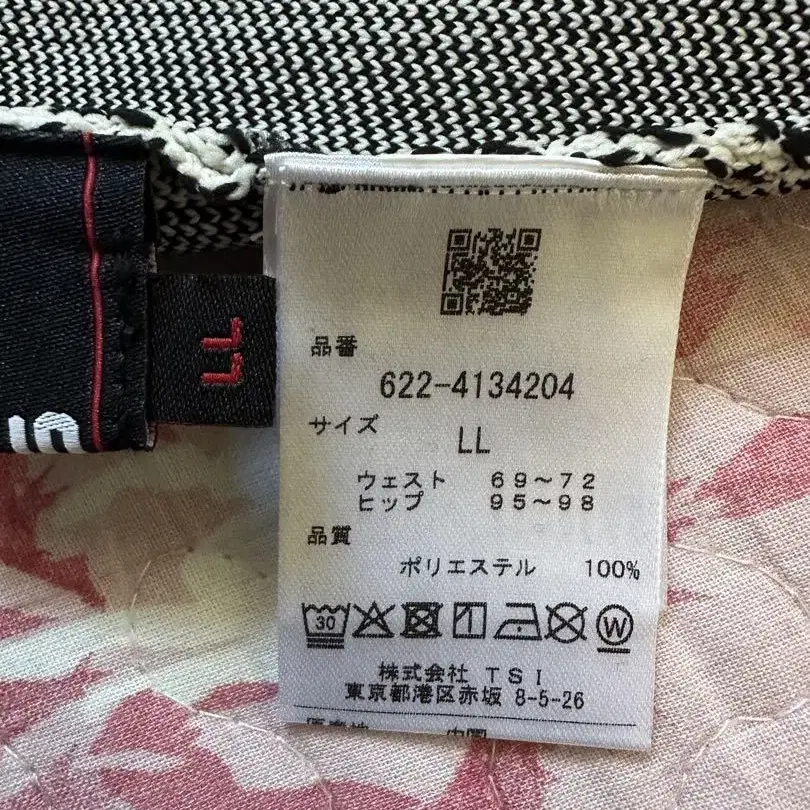 品番
622-4134204
サイズ
LL
ウェスト 69~72
ヒップ 95~98
品質
ポリエステル 100%
30
W
株式会社 TSI
東京都港区赤坂 8-5-26
LL